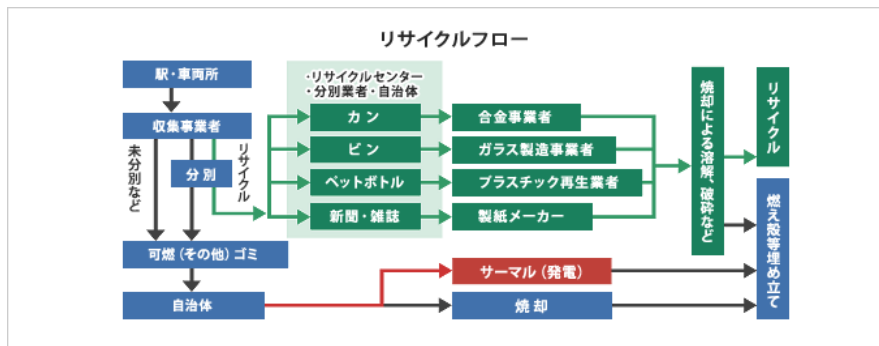 リサイクルフロー
駅・車両所
収集事業者
未分別など
分別
リサイクル
可燃(その他)ゴミ
自治体
・リサイクルセンター
・分別業者・自治体
カン
ビン
ペットボトル
新聞・雑誌
合金事業者
ガラス製造事業者
プラスチック再生業者
製紙メーカー
サーマル(発電)
焼却
焼却による溶解、破砕など
リサイクル
燃え殻等埋め立て